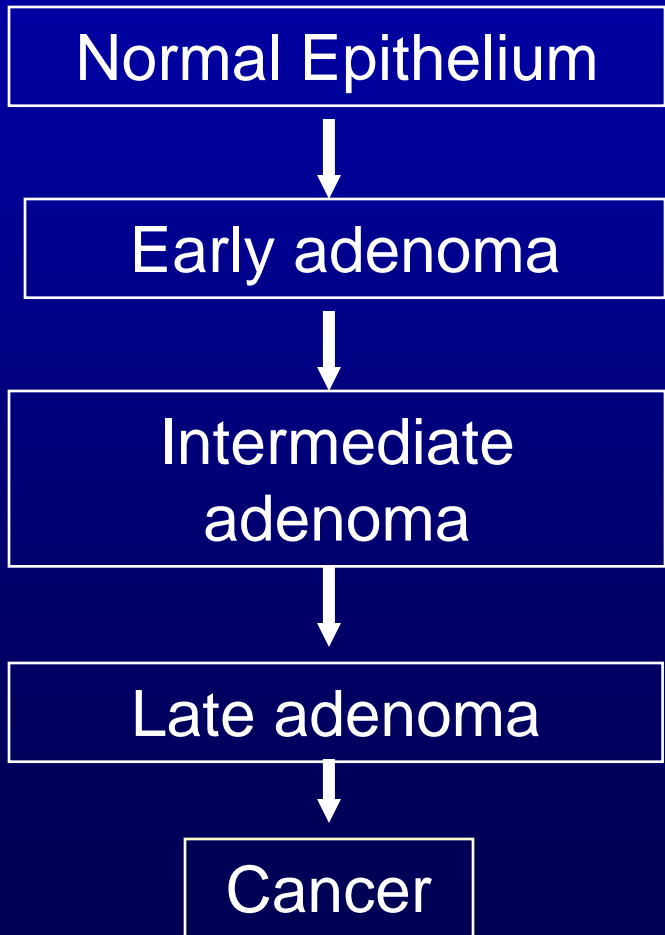 Normal Epithelium
Early adenoma
Intermediate
adenoma
Late adenoma
Cancer